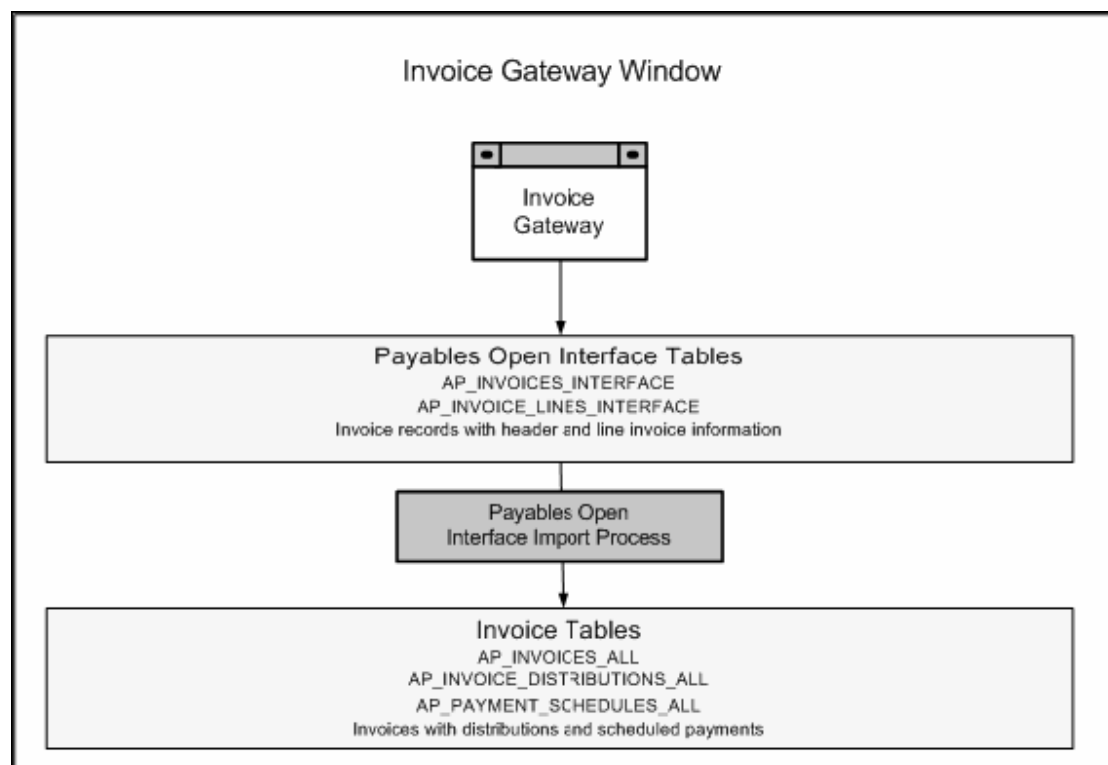 Invoice Gateway Window
Invoice
Gateway
Payables Open Interface Tables
AP_INVOICES_INTERFACE
AP_INVOICE_LINES_INTERFACE
Invoice records with header and line invoice information
Payables Open
Interface Import Process
Invoice Tables
AP_INVOICES_ALL
AP_INVOICE_DISTRIBUTIONS_ALL
AP_PAYMENT_SCHEDULES_ALL
Invoices with distributions and scheduled payments